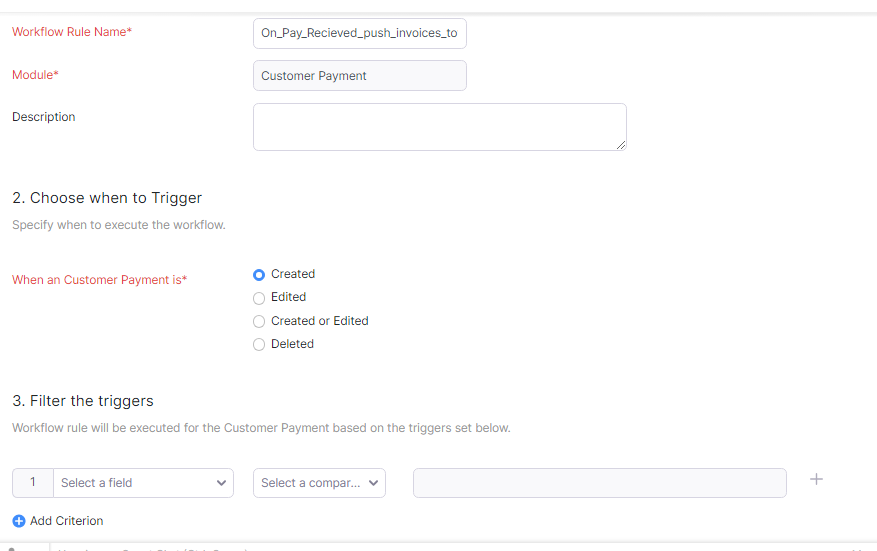 Workflow Rule Name*
On_Pay_Recieved_push_invoices_to
Module*
Customer Payment
Description
2. Choose when to Trigger
Specify when to execute the workflow.
When an Customer Payment is*
Created
Edited
Created or Edited
Deleted
3. Filter the triggers
Workflow rule will be executed for the Customer Payment based on the triggers set below.
1
Select a field
Select a compar...
Add Criterion